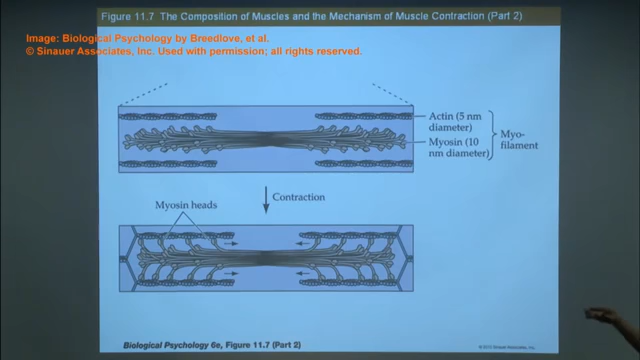 Figure 11.7 The Composition of Muscles and the Mechanism of Muscle Contraction (Part 2)
Image: Biological Psychology by Breedlove, et al.
© Sinauer Associates, Inc. Used with permission; all rights reserved.
Actin (5 nm
diameter)
Myosin (10
nm diameter)
Myo-
filament
Contraction
Myosin heads
Biological Psychology 6e, Figure 11.7 (Part 2)